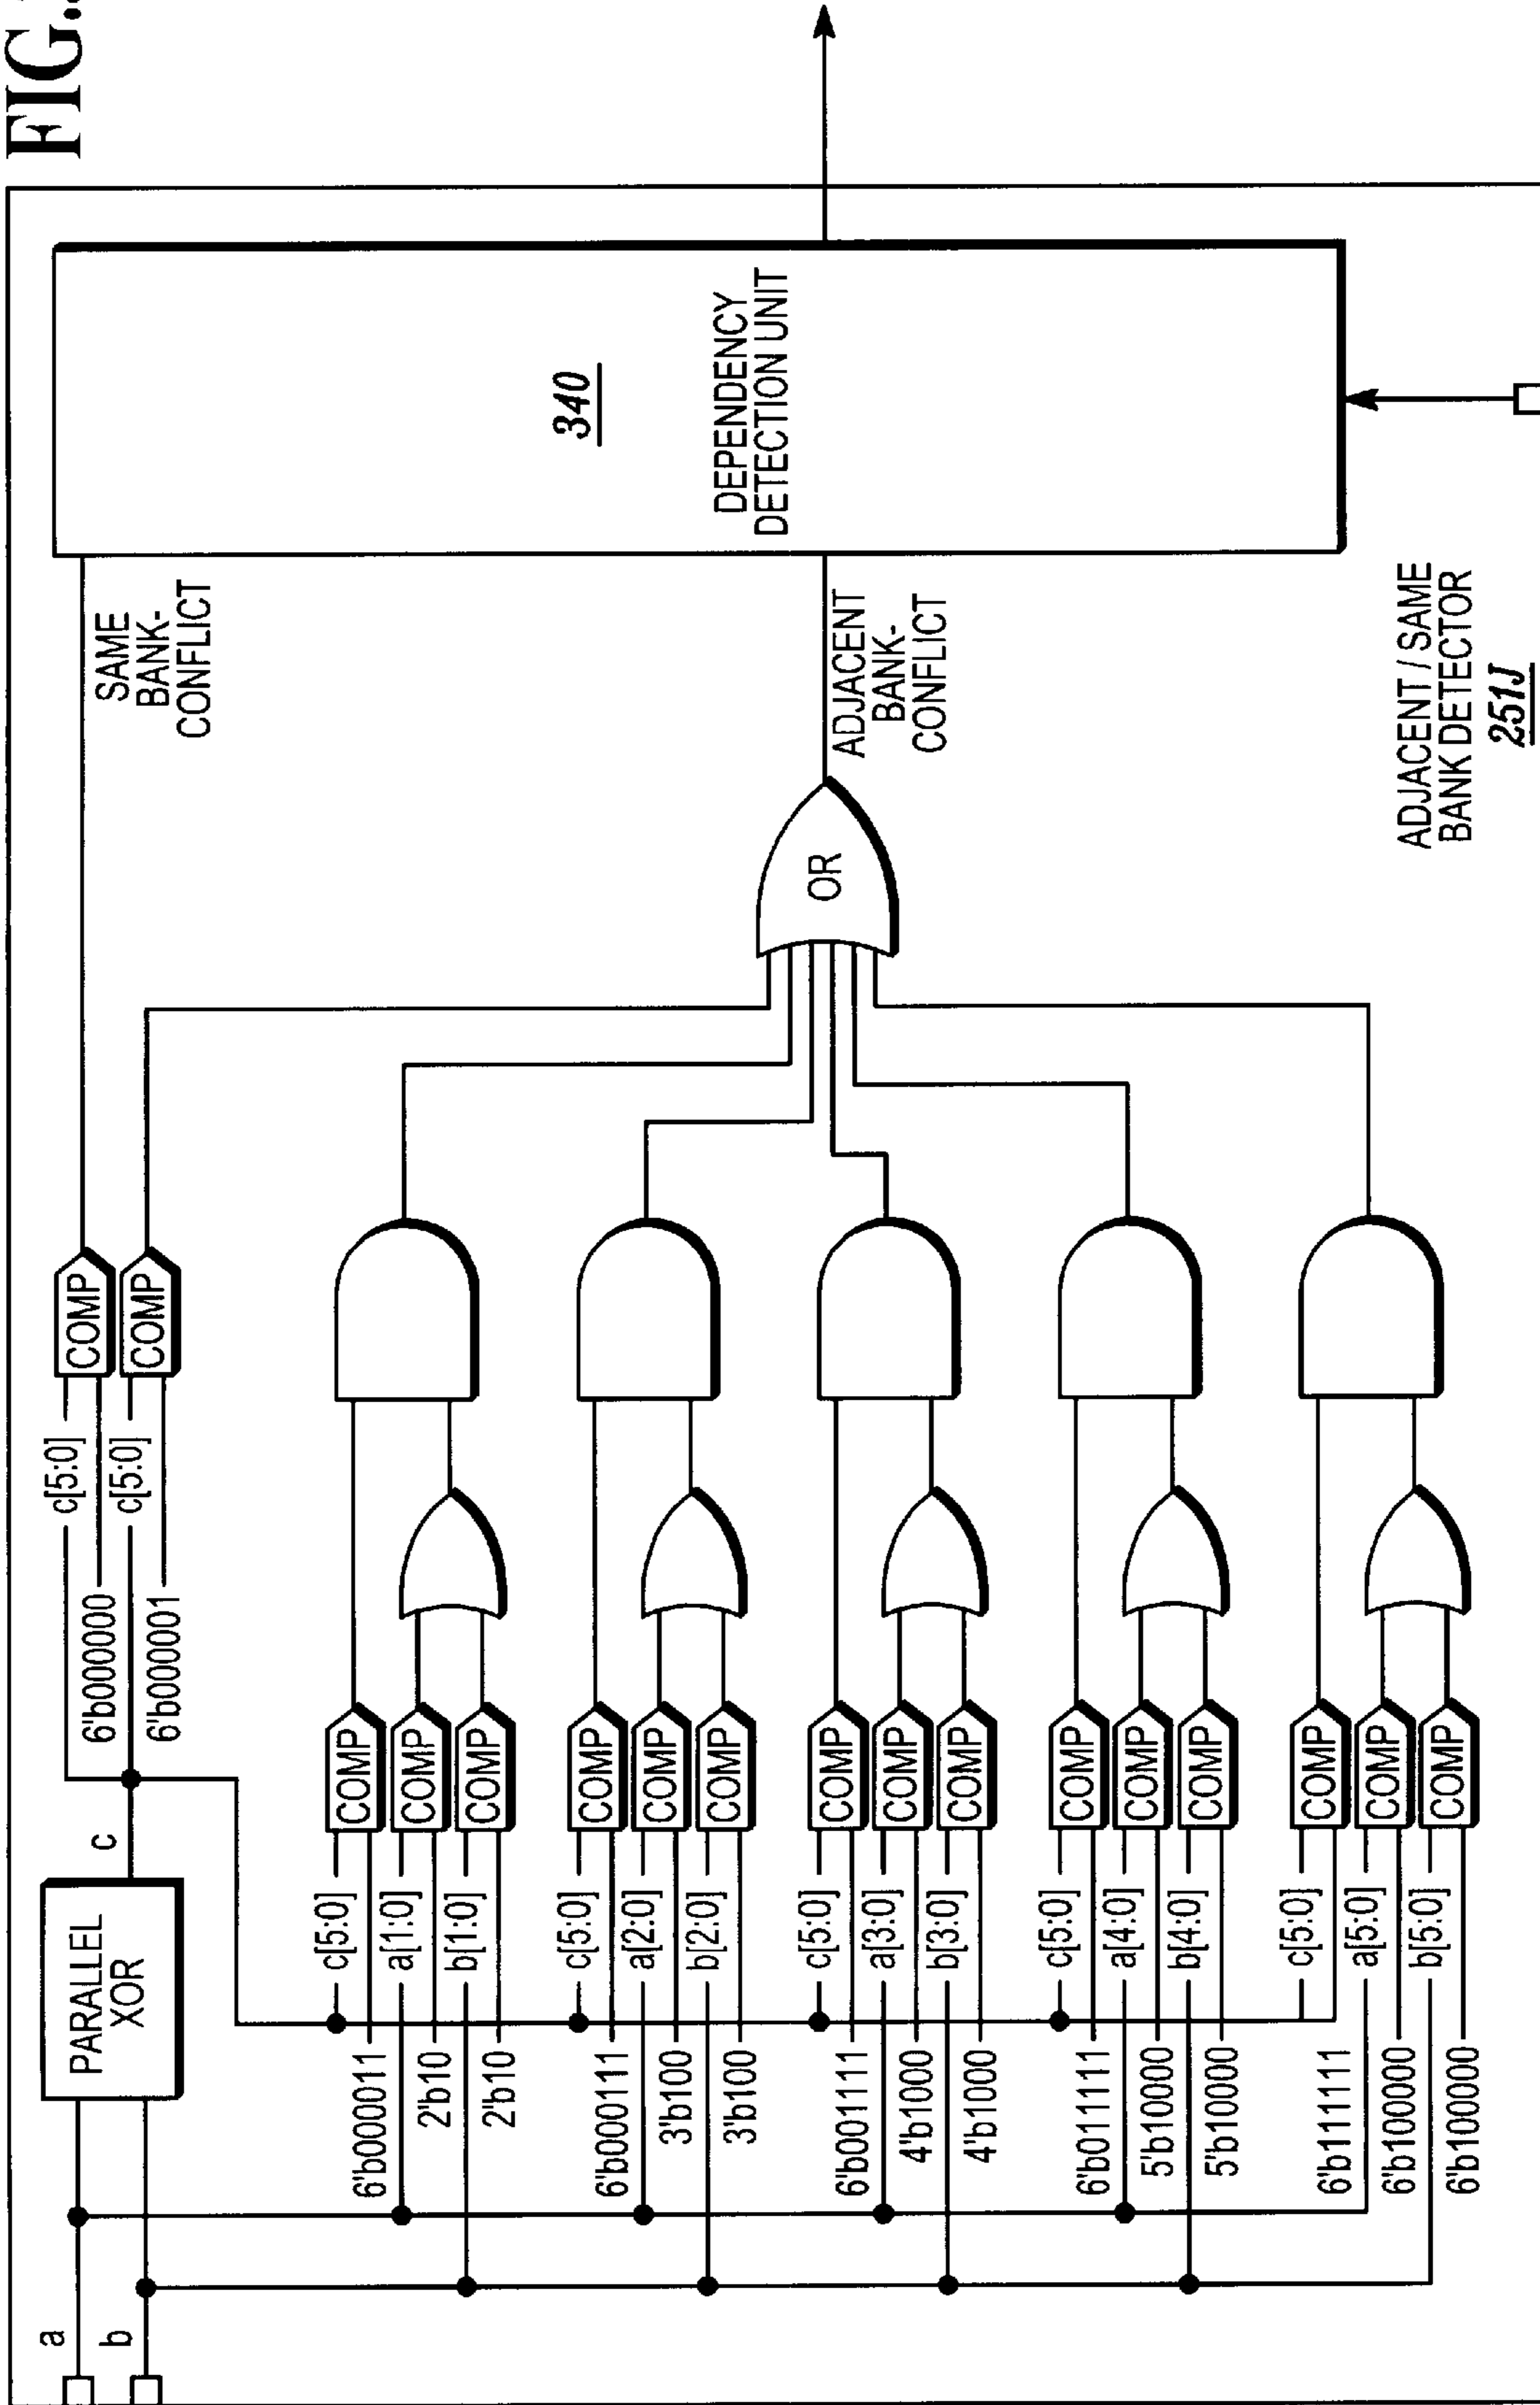 FIG.
a
b
PARALLEL
XOR
c
c[5:0]
6'b000000
c[5:0]
6'b000001
COMP
COMP
SAME
BANK-
CONFLICT
c[5:0]
6'b000011
a[1:0]
2'b10
b[1:0]
2'b10
COMP
COMP
COMP
c[5:0]
6'b000111
a[2:0]
3'b100
b[2:0]
3'b100
COMP
COMP
COMP
c[5:0]
6'b001111
a[3:0]
4'b1000
b[3:0]
4'b1000
COMP
COMP
COMP
c[5:0]
6'b011111
a[4:0]
5'b10000
b[4:0]
5'b10000
COMP
COMP
COMP
c[5:0]
6'b111111
a[5:0]
6'b100000
b[5:0]
6'b100000
COMP
COMP
COMP
OR
ADJACENT
BANK-
CONFLICT
340
DEPENDENCY
DETECTION UNIT
ADJACENT / SAME
BANK DETECTOR
251J